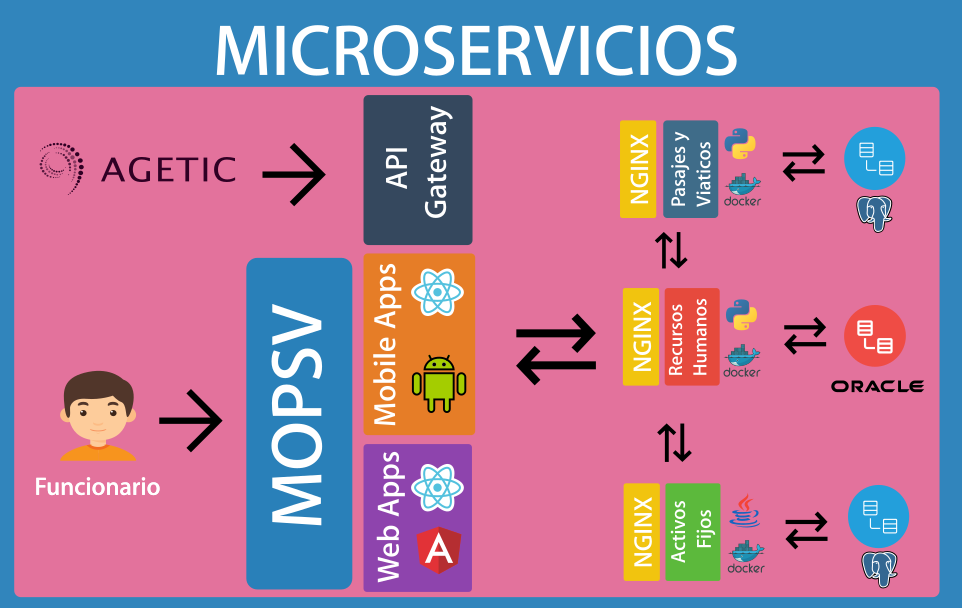 MICROSERVICIOS
AGETIC
API
Gateway
Mobile Apps
Web Apps
MOPSV
Funcionario
NGINX
Pasajes y
Viaticos
docker
NGINX
Recursos
Humanos
docker
ORACLE
NGINX
Activos
Fijos
docker